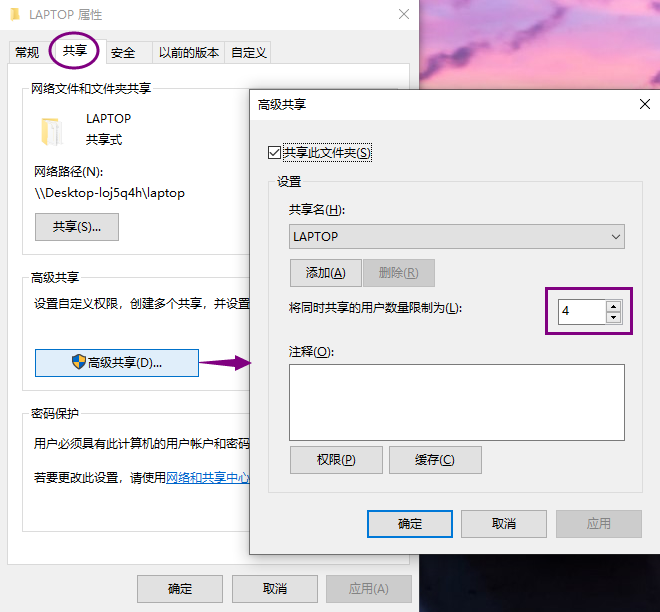 LAPTOP 属性
常规
共享
安全
以前的版本
自定义
网络文件和文件夹共享
LAPTOP
共享式
网络路径(N):
\\Desktop-loj5q4h\laptop
共享(S)...
高级共享
设置自定义权限，创建多个共享，并设置
高级共享(D)...
密码保护
用户必须具有此计算机的用户帐户和密码
若要更改此设置，请使用网络和共享中心
确定
取消
应用(A)
高级共享
共享此文件夹(S)
设置
共享名(H):
LAPTOP
添加(A)
删除(R)
将同时共享的用户数量限制为(L):
4
注释(O):
权限(P)
缓存(C)
确定
取消
应用